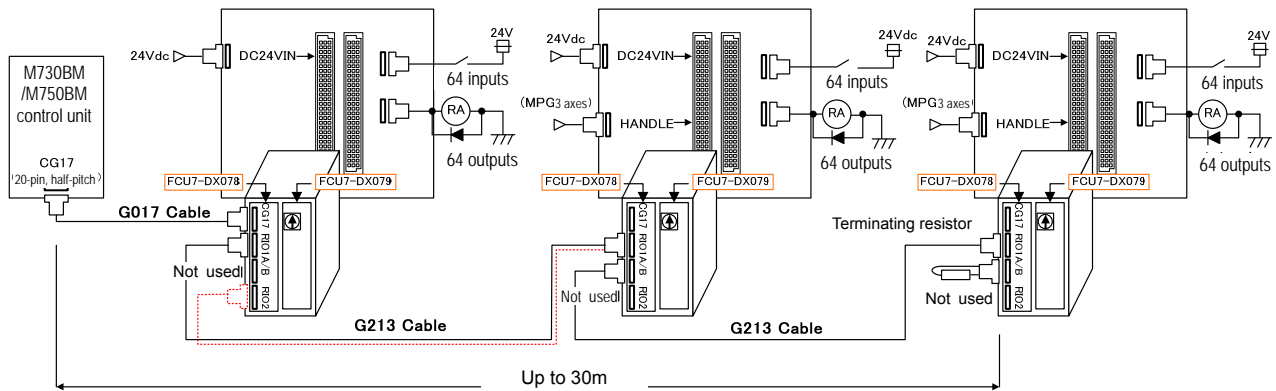 M730BM
/M750BM
control unit
CG17
(20-pin, half-pitch)
G017 Cable
24Vdc
DC24VIN
24V
64 inputs
RA
64 outputs
FCU7-DX078
FCU7-DX079
CG17 RIO1A/B RIO2
Not used
G213 Cable
24Vdc
DC24VIN
(MPG3 axes)
HANDLE
24Vdc
64 inputs
RA
64 outputs
FCU7-DX078
FCU7-DX079
CG17 RIO1A/B RIO2
Not used
G213 Cable
24Vdc
DC24VIN
(MPG3 axes)
HANDLE
24V
64 inputs
RA
64 outputs
FCU7-DX078
FCU7-DX079
CG17 RIO1A/B RIO2
Terminating resistor
Not used
Up to 30m